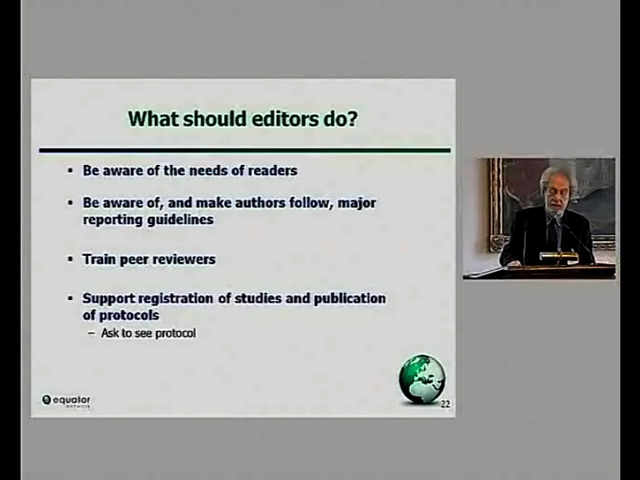 What should editors do?
Be aware of the needs of readers
Be aware of, and make authors follow, major
reporting guidelines
Train peer reviewers
Support registration of studies and publication
of protocols
– Ask to see protocol
equator
network
22